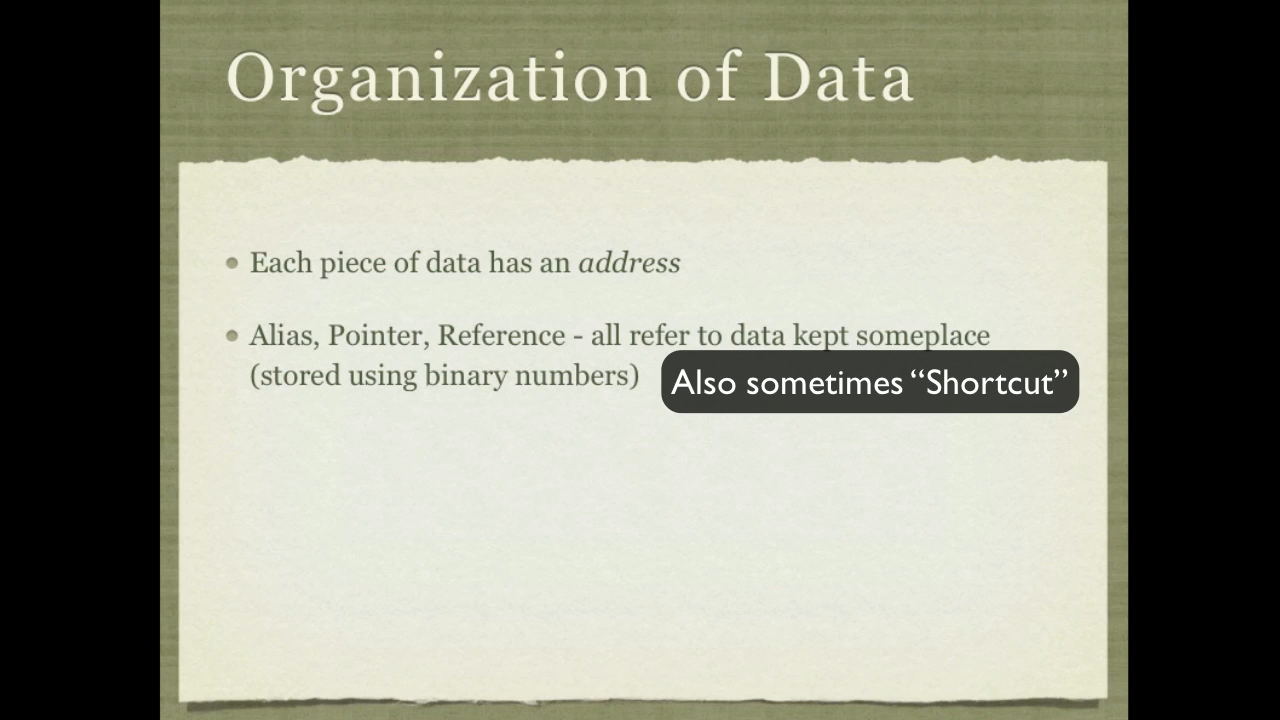 Organization of Data
• Each piece of data has an address
• Alias, Pointer, Reference - all refer to data kept someplace
(stored using binary numbers)
Also sometimes “Shortcut”